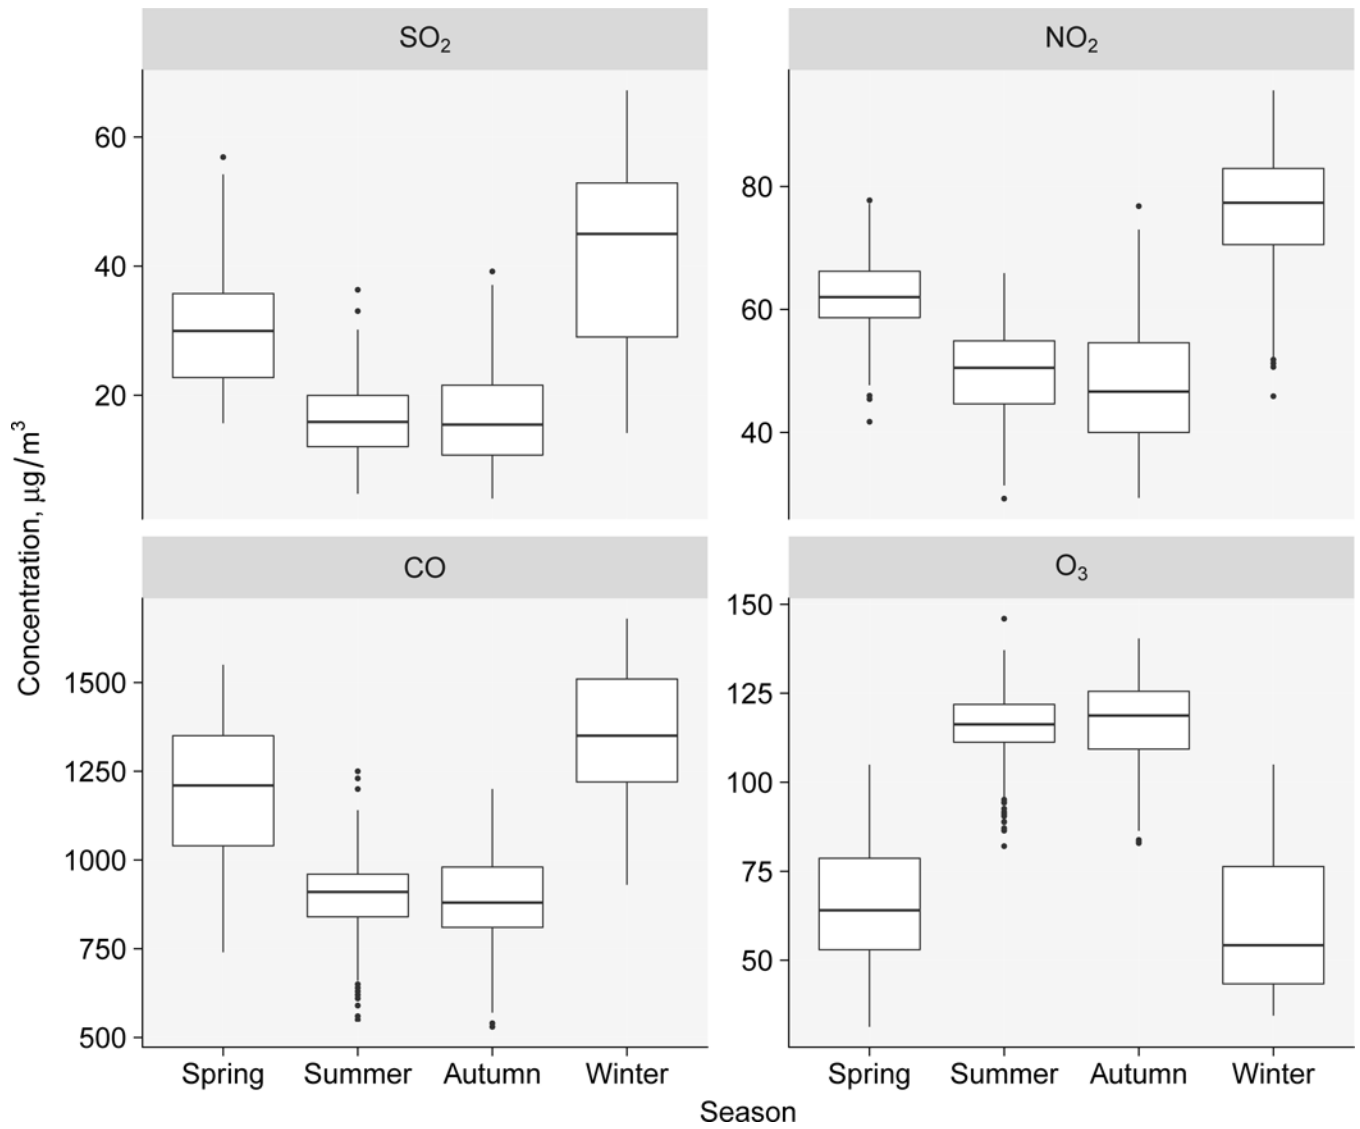 SO₂
NO₂
60
40
20
80
60
40
Concentration, μg/m³
CO
O₃
1500
1250
1000
750
500
150
125
100
75
50
Spring Summer Autumn Winter
Spring Summer Autumn Winter
Season